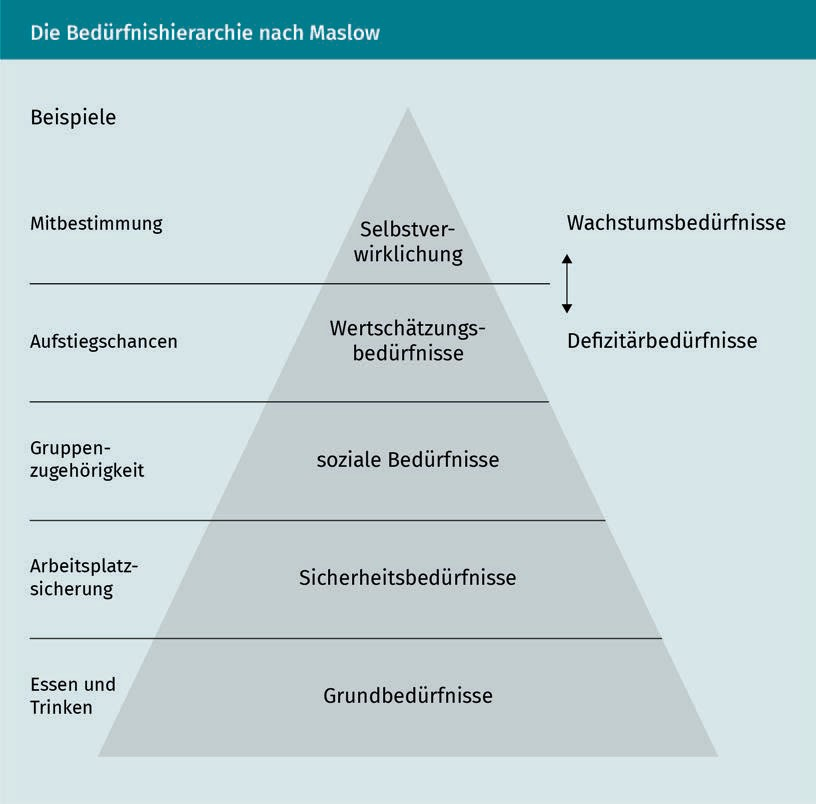 Die Bedürfnishierarchie nach Maslow
Beispiele
Mitbestimmung
Selbstver-
wirklichung
Wachstumsbedürfnisse
Aufstiegschancen
Wertschätzungs-
bedürfnisse
Defizitärbedürfnisse
Gruppen-
zugehörigkeit
soziale Bedürfnisse
Arbeitsplatz-
sicherung
Sicherheitsbedürfnisse
Essen und
Trinken
Grundbedürfnisse